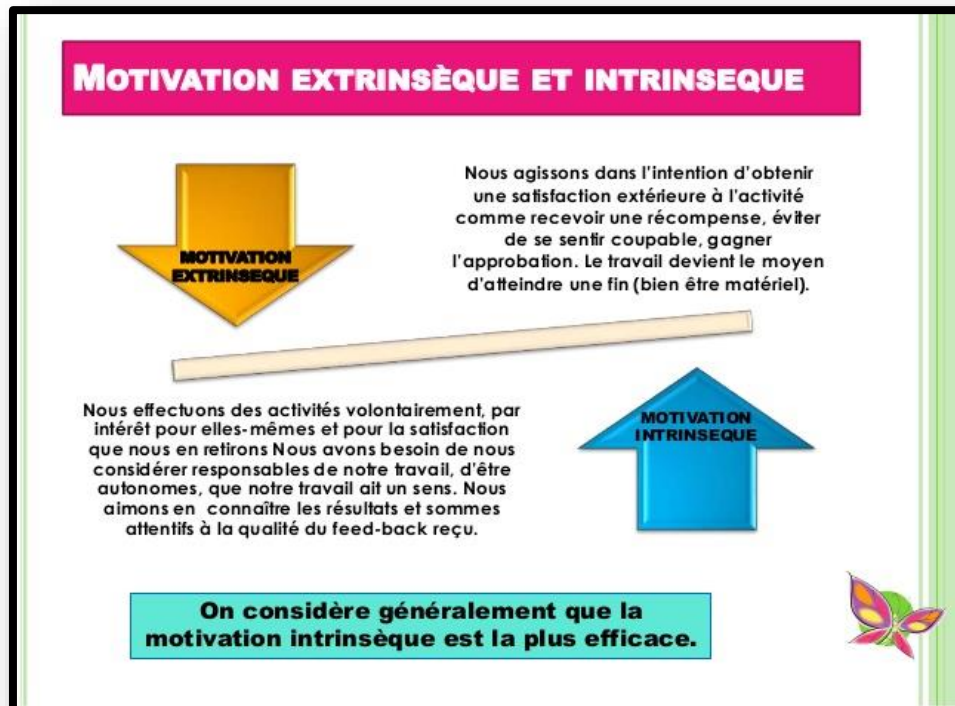 MOTIVATION EXTRINSÈQUE ET INTRINSEQUE
MOTIVATION
EXTRINSEQUE
Nous agissons dans l'intention d'obtenir
une satisfaction extérieure à l'activité
comme recevoir une récompense, éviter
de se sentir coupable, gagner
l'approbation. Le travail devient le moyen
d'atteindre une fin (bien être matériel).
Nous effectuons des activités volontairement, par
intérêt pour elles-mêmes et pour la satisfaction
que nous en retirons Nous avons besoin de nous
considérer responsables de notre travail, d'être
autonomes, que notre travail ait un sens. Nous
aimons en connaître les résultats et sommes
attentifs à la qualité du feed-back reçu.
MOTIVATION
INTRINSEQUE
On considère généralement que la
motivation intrinsèque est la plus efficace.